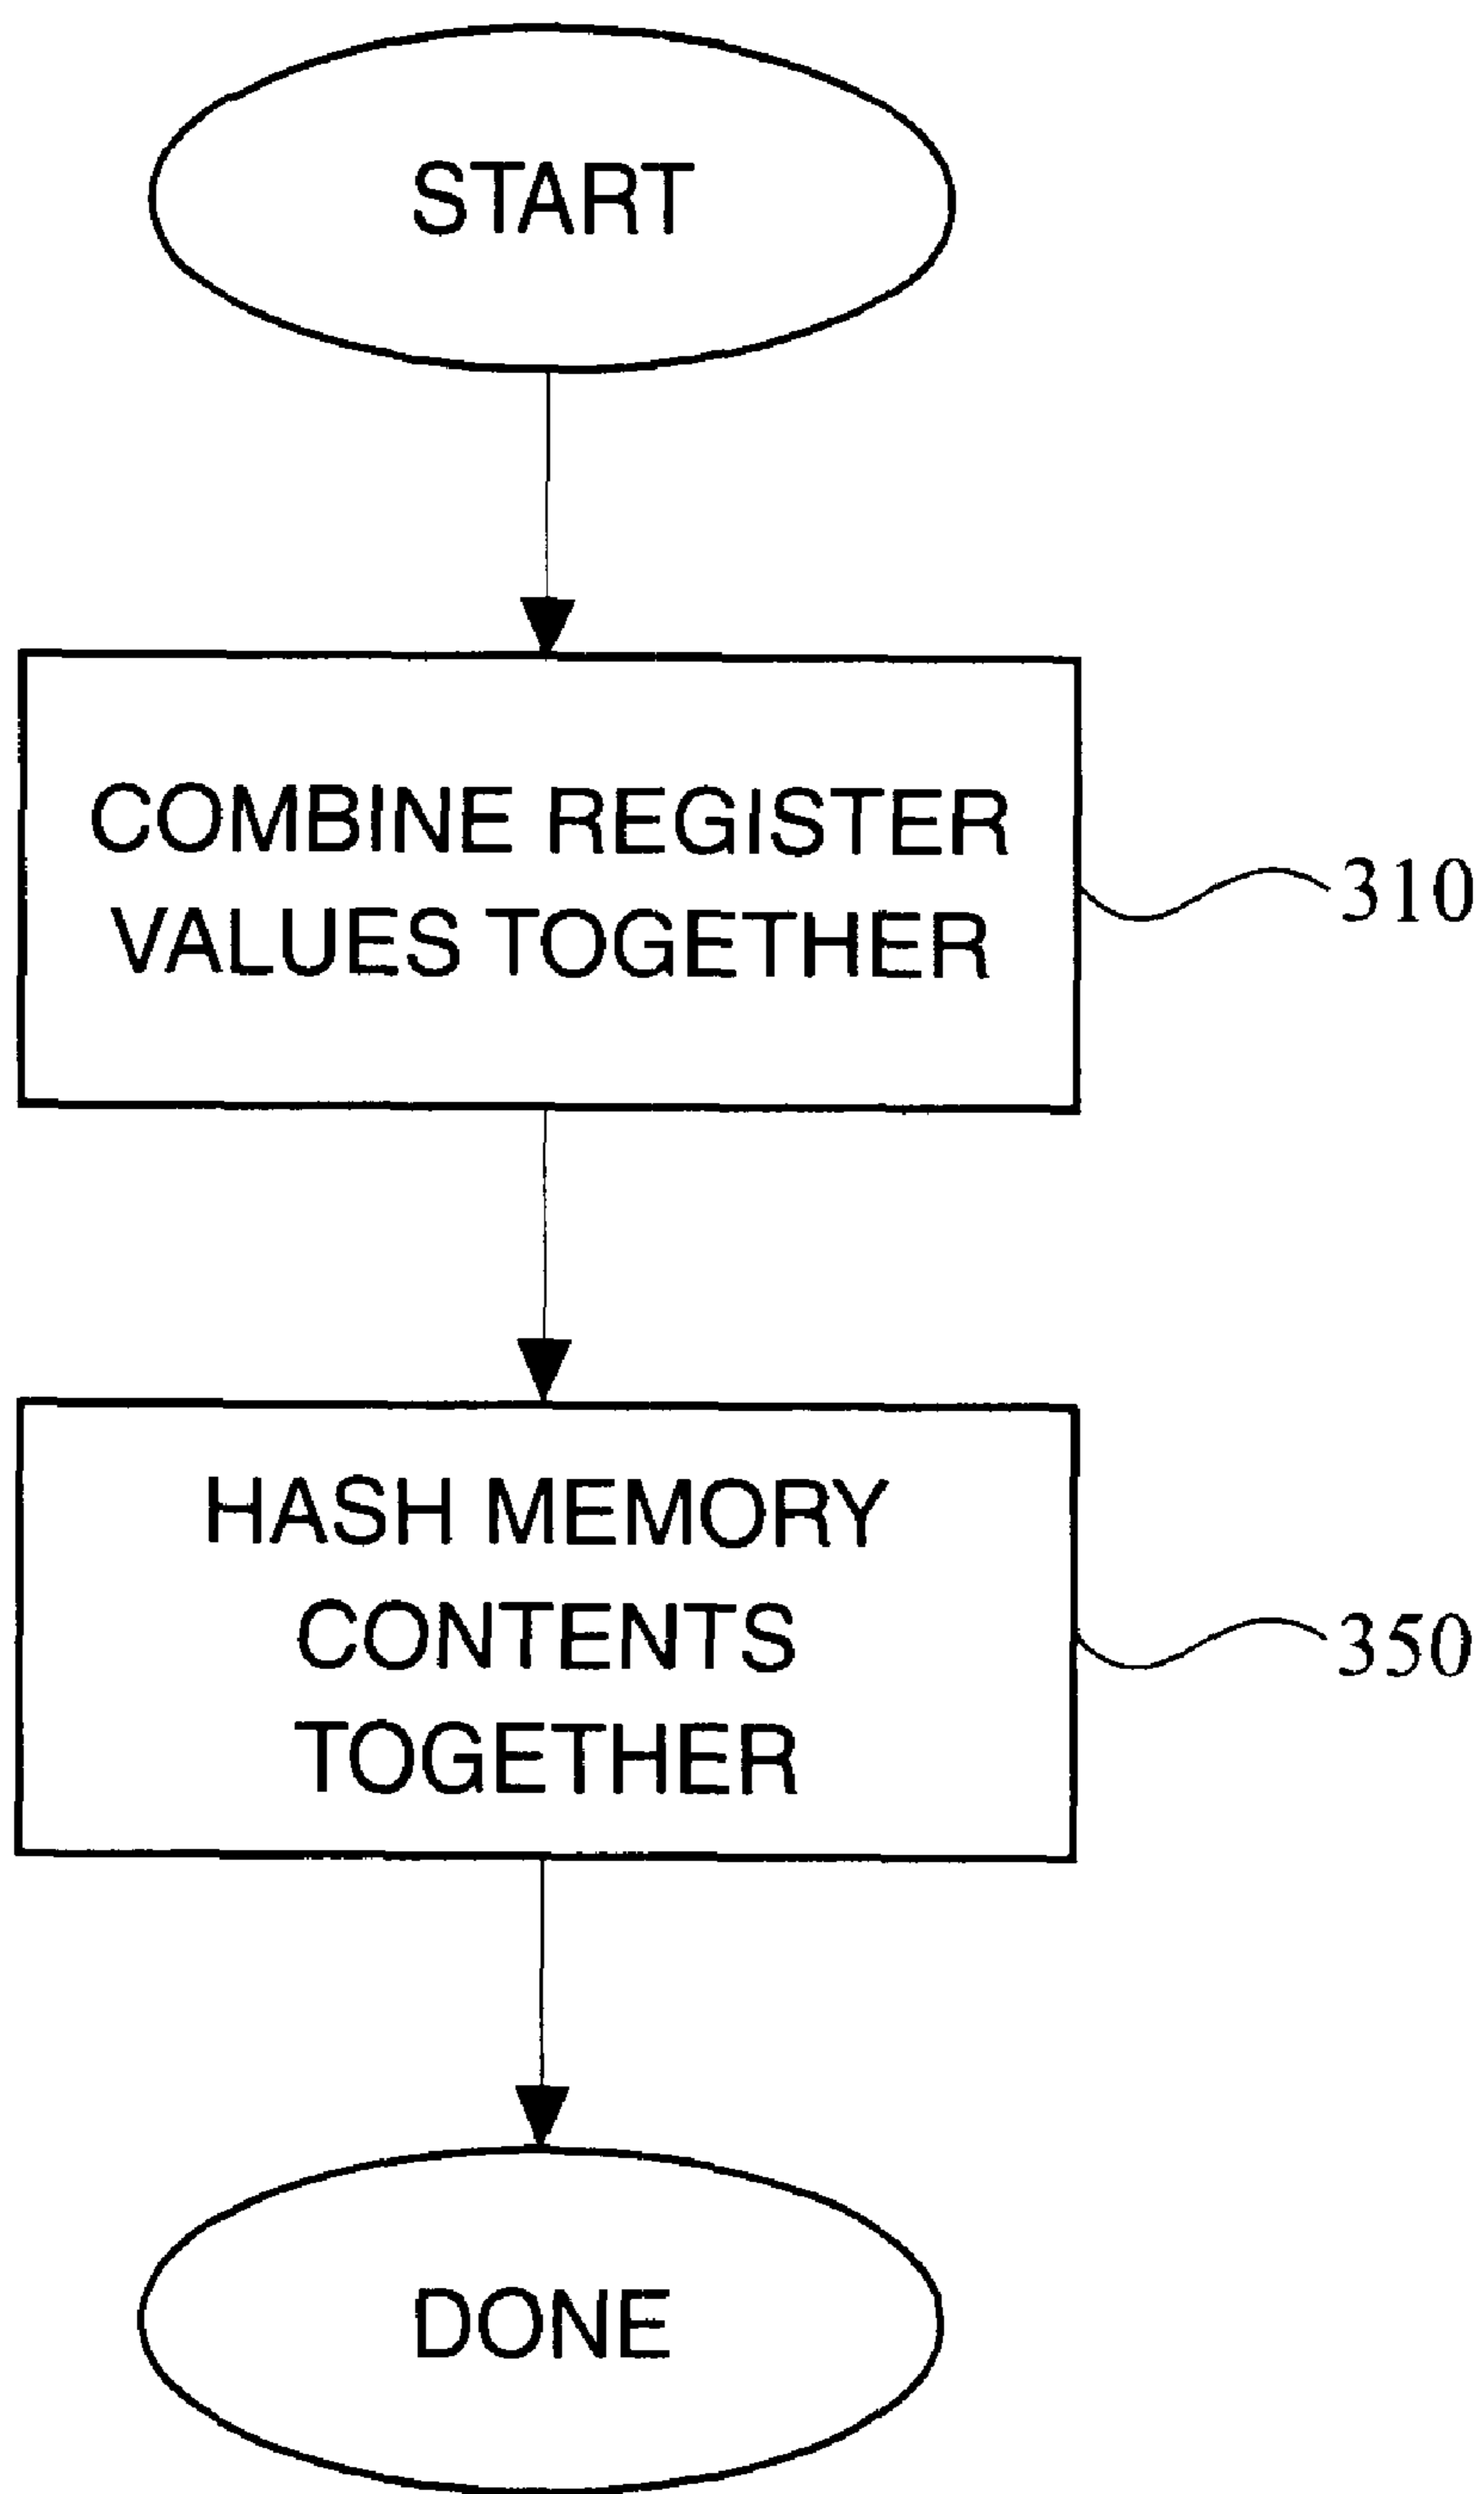 START
COMBINE REGISTER
VALUES TOGETHER
310
HASH MEMORY
CONTENTS
TOGETHER
350
DONE